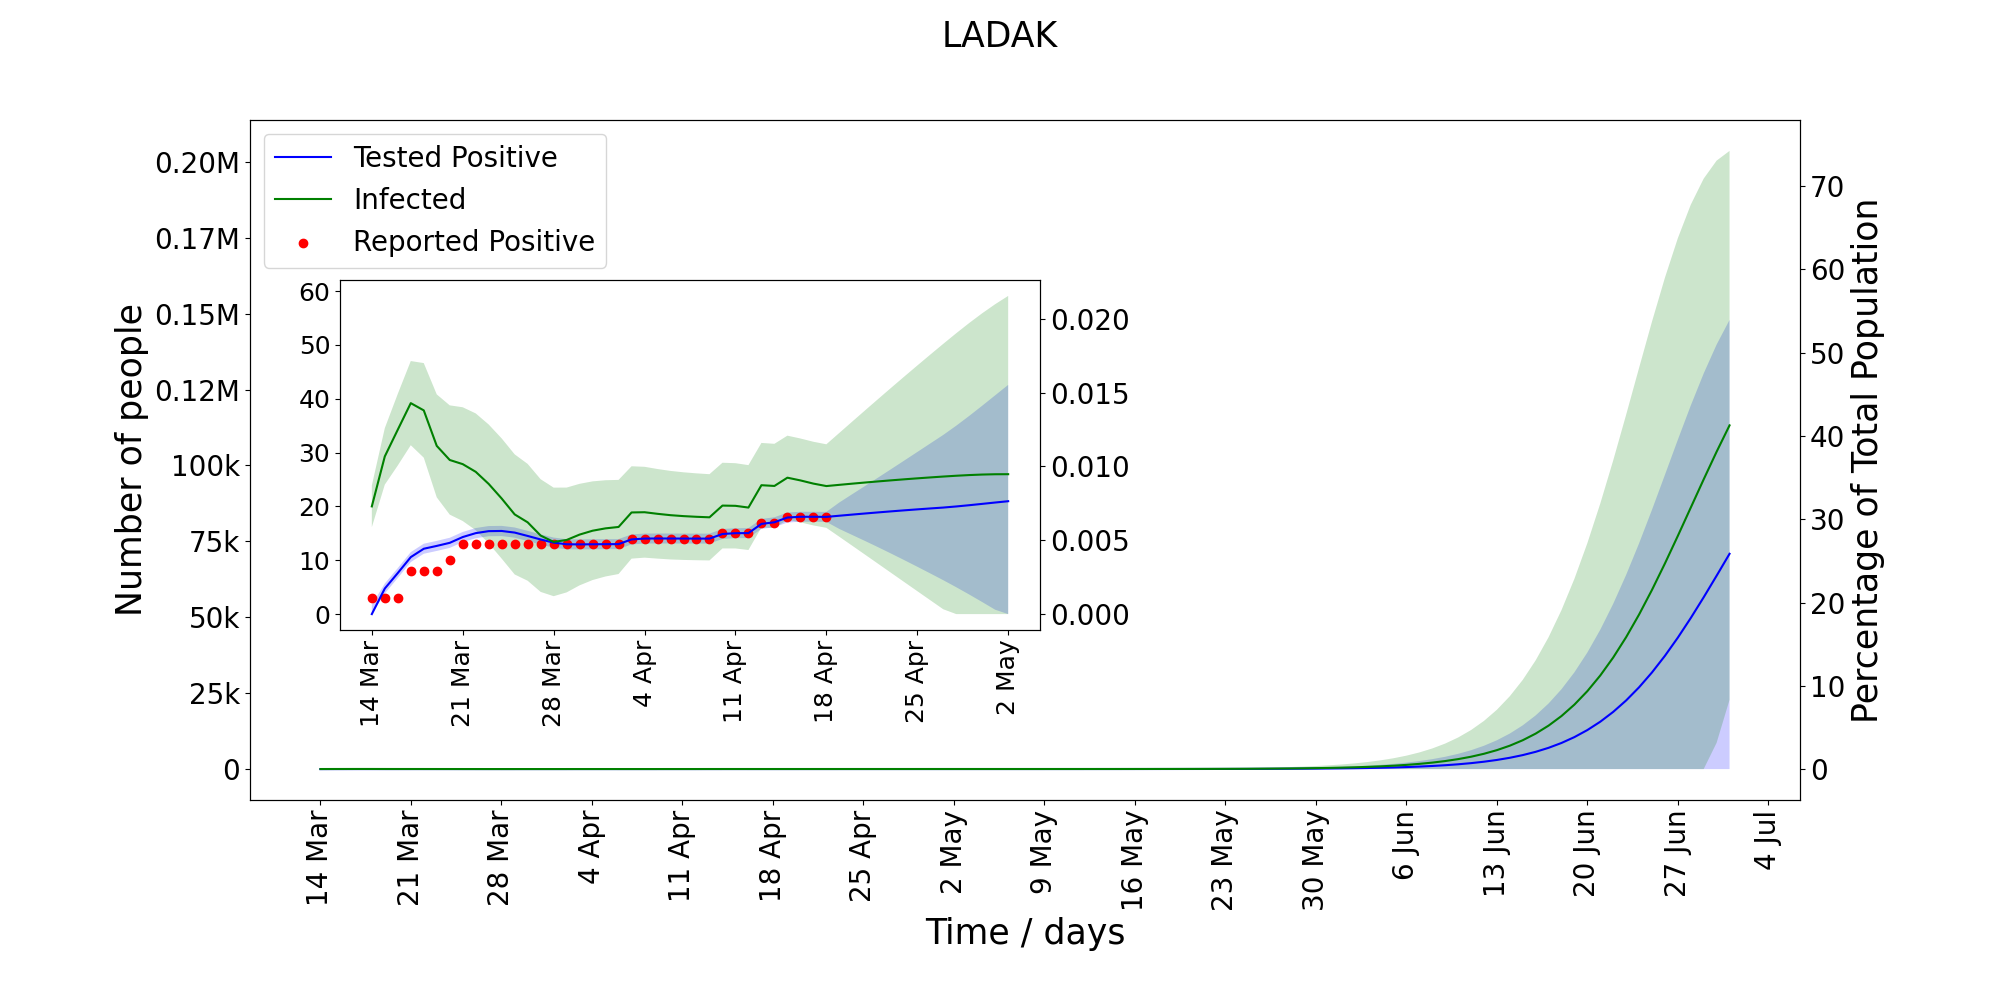 LADAK
Tested Positive
Infected
Reported Positive
Number of people
0.20M
0.17M
0.15M
0.12M
100k
75k
50k
25k
0
60
50
40
30
20
10
0
0.020
0.015
0.010
0.005
0.000
14 Mar
21 Mar
28 Mar
4 Apr
11 Apr
18 Apr
25 Apr
2 May
70
60
50
40
30
20
10
0
Percentage of Total Population
14 Mar
21 Mar
28 Mar
4 Apr
11 Apr
18 Apr
25 Apr
2 May
9 May
16 May
23 May
30 May
6 Jun
13 Jun
20 Jun
27 Jun
4 Jul
Time / days